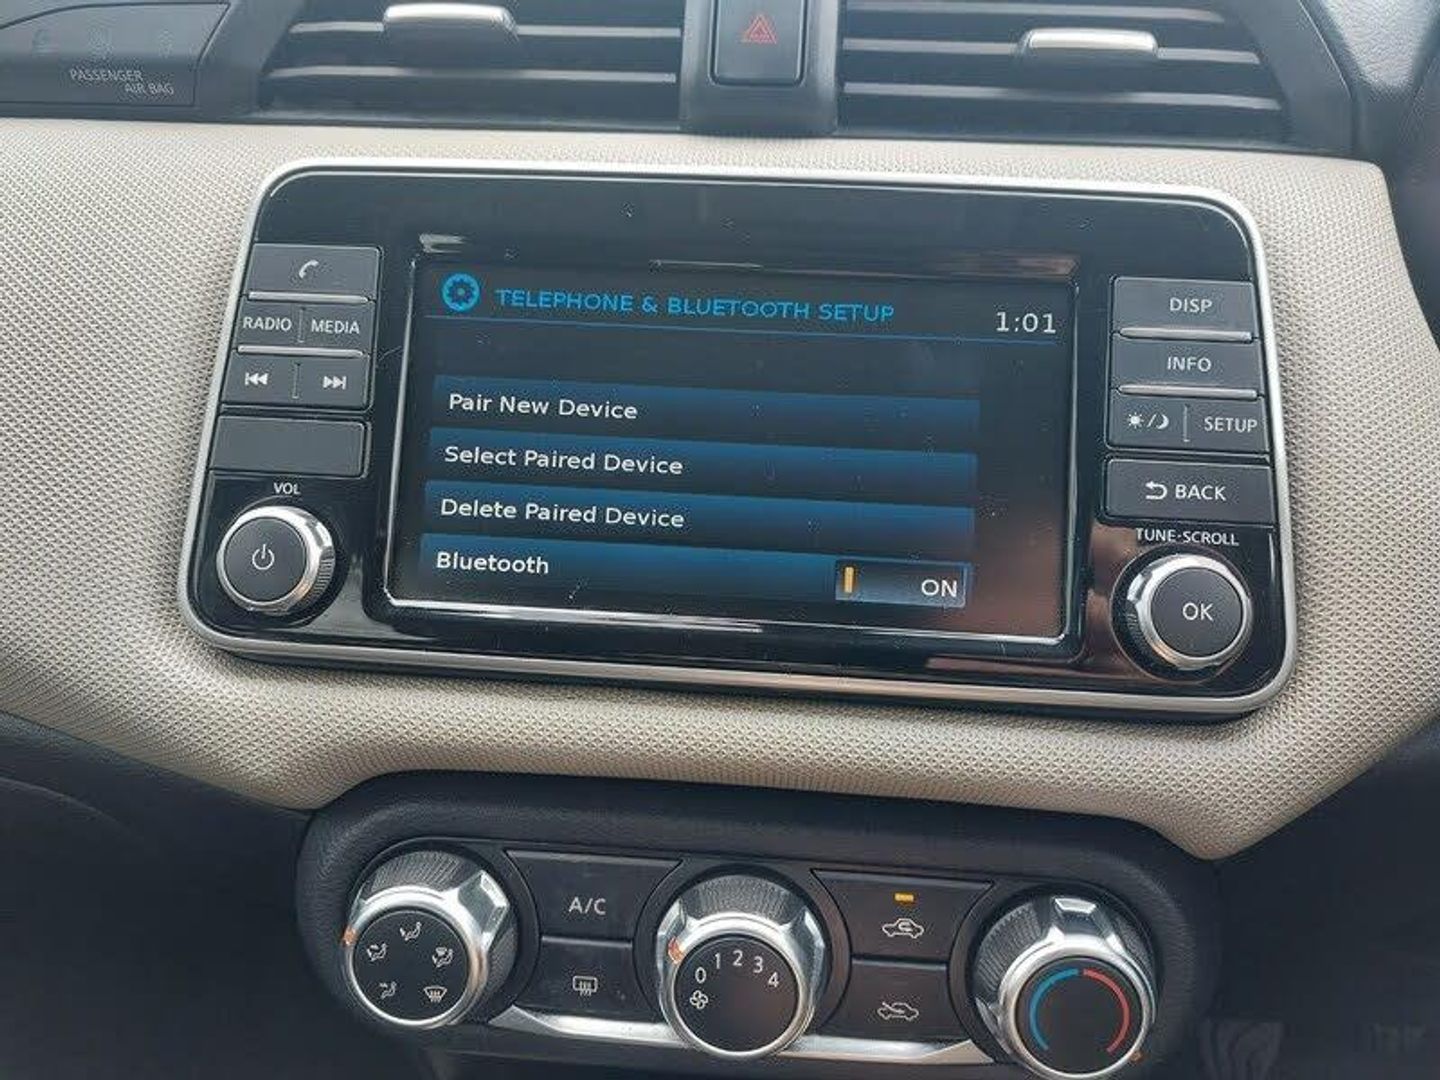 PASSENGER
AIR BAG
TELEPHONE & BLUETOOTH SETUP
1:01
Pair New Device
Select Paired Device
Delete Paired Device
Bluetooth
ON
RADIO
MEDIA
VOL
DISP
INFO
SETUP
BACK
TUNE·SCROLL
OK
A/C
0 1 2 3 4